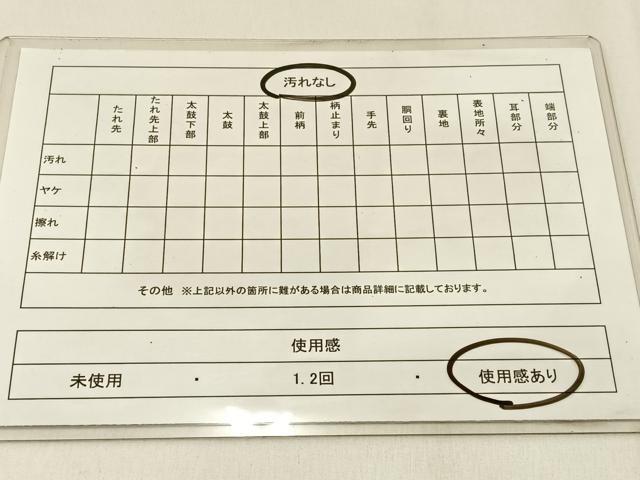 汚れなし
たれ先 たれ先上部 太鼓下部 太鼓 太鼓上部 前柄 柄止まり 手先 胴回り 裏地 表地所々 耳部分 端部分
汚れ
ヤケ
擦れ
糸解け
その他 ※上記以外の箇所に難がある場合は商品詳細に記載しております。
使用感
未使用 ・ 1.2回 ・ 使用感あり